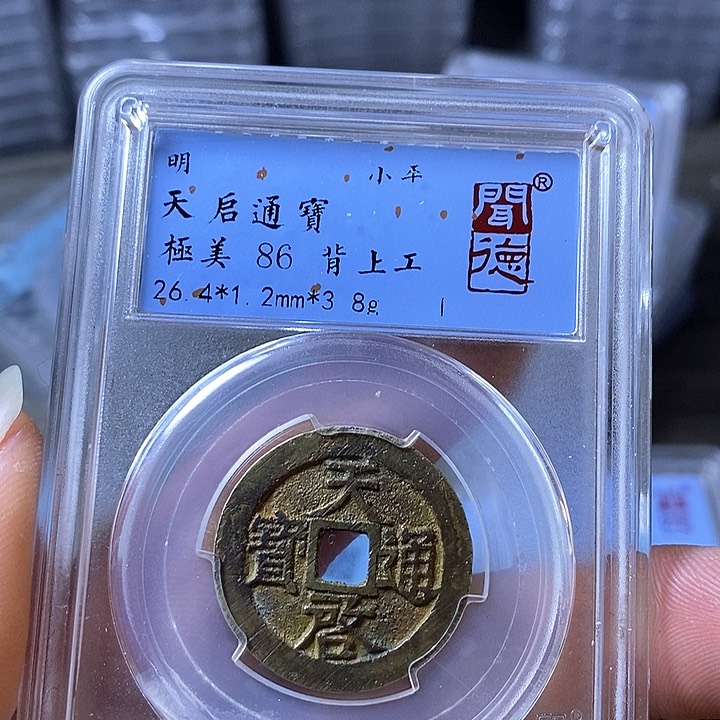 明 小平
天启通寶
極美 86 背上工
26.4*1.2mm*3 8g
聞德®
天啟通寶